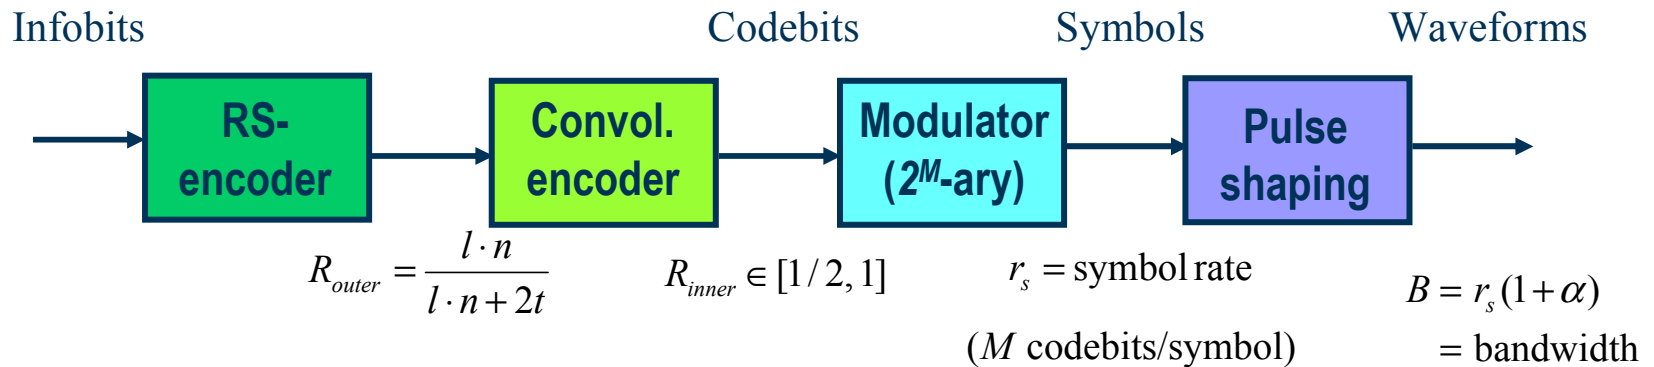 Infobits Codebits Symbols Waveforms
RS-
encoder
Convol.
encoder
Modulator
(2^M-ary)
Pulse
shaping
R_outer = \frac{l · n}{l · n + 2t}
R_inner ∈ [1/2, 1]
r_s = symbol rate
(M codebits/symbol)
B = r_s(1+α)
= bandwidth